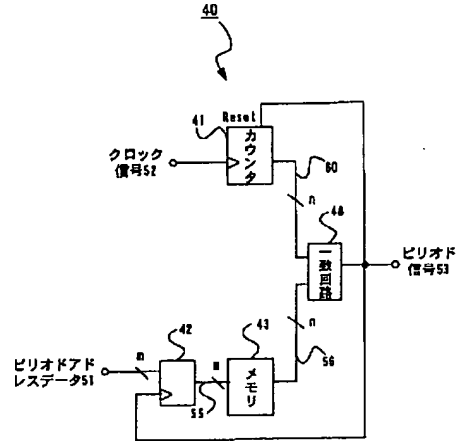 40
41
Reset
カウンタ
クロック
信号52
60
n
48
一致回路
ピリオド
信号53
n
42
43
56
ピリオドアド
レスデータ51
m
55
m
メモリ